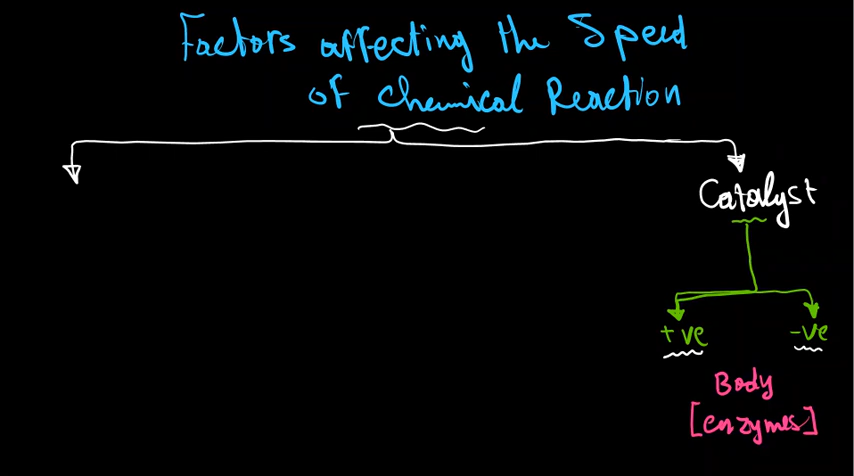 Factors affecting the Speed
of Chemical Reaction
Catalyst
+ve -ve
Body
[enzymes]